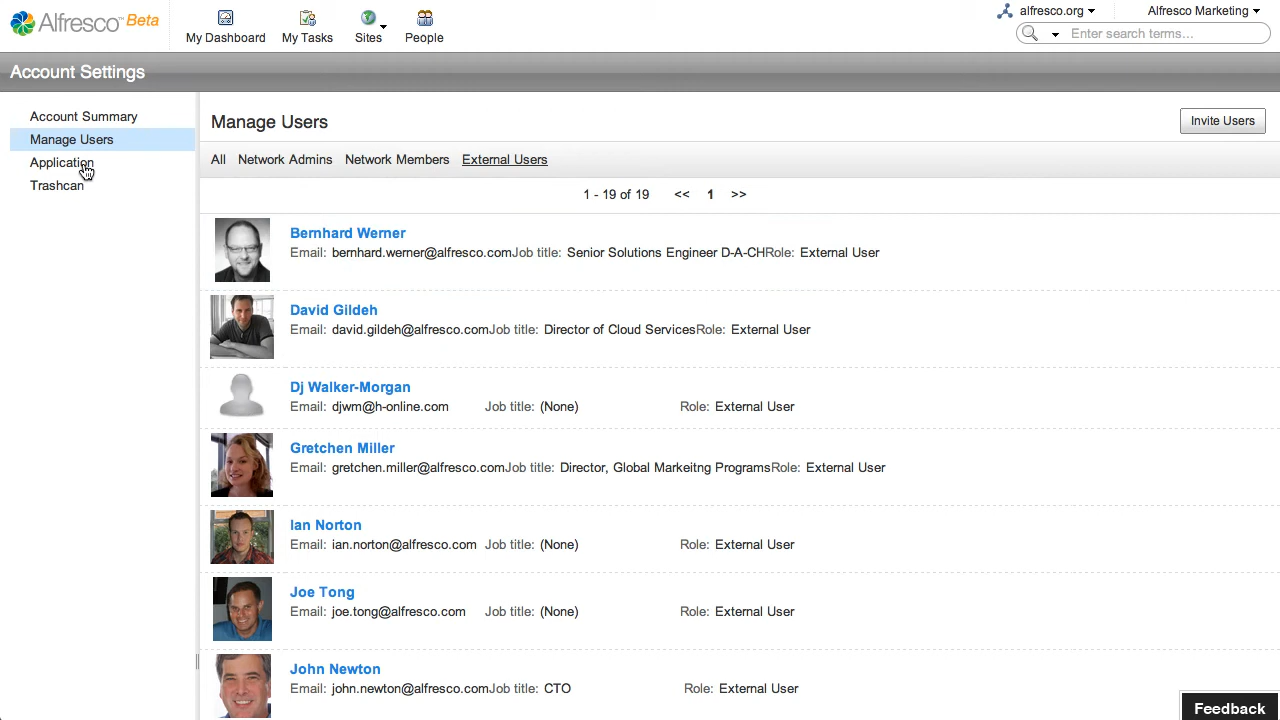 Alfresco™ Beta
My Dashboard
My Tasks
Sites
People
alfresco.org
Alfresco Marketing
Enter search terms...
Account Settings
Account Summary
Manage Users
Application
Trashcan
Manage Users
Invite Users
All Network Admins Network Members External Users
1 - 19 of 19 << 1 >>
Bernhard Werner
Email: bernhard.werner@alfresco.comJob title: Senior Solutions Engineer D-A-CHRole: External User
David Gildeh
Email: david.gildeh@alfresco.comJob title: Director of Cloud ServicesRole: External User
Dj Walker-Morgan
Email: djwm@h-online.com Job title: (None) Role: External User
Gretchen Miller
Email: gretchen.miller@alfresco.comJob title: Director, Global Markeitng ProgramsRole: External User
Ian Norton
Email: ian.norton@alfresco.com Job title: (None) Role: External User
Joe Tong
Email: joe.tong@alfresco.com Job title: (None) Role: External User
John Newton
Email: john.newton@alfresco.comJob title: CTO Role: External User
Feedback